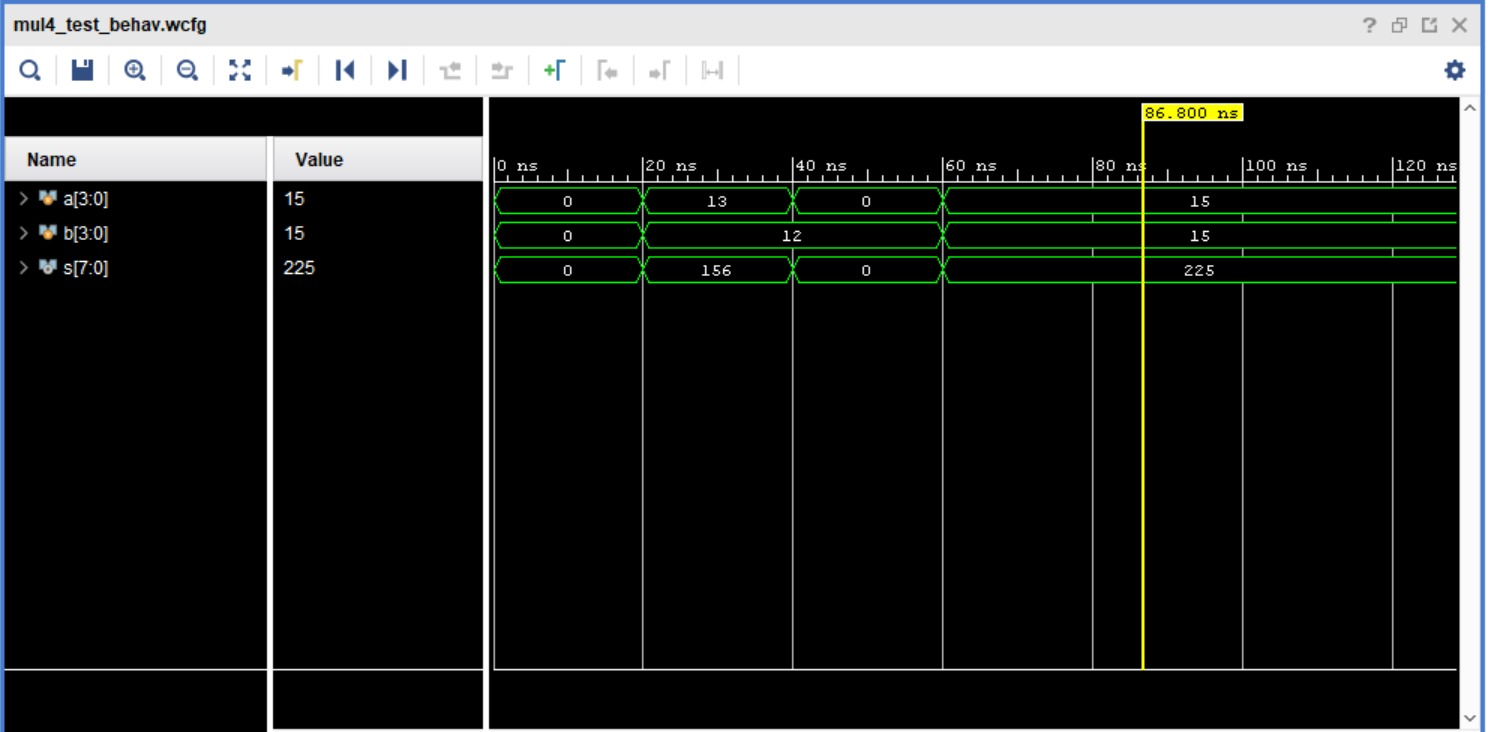 mul4_test_behav.wcfg
?
86.800 ns
Name Value
0 ns 20 ns 40 ns 60 ns 80 ns 100 ns 120 ns
a[3:0] 15 0 13 0 15
b[3:0] 15 0 12 15
s[7:0] 225 0 156 0 225